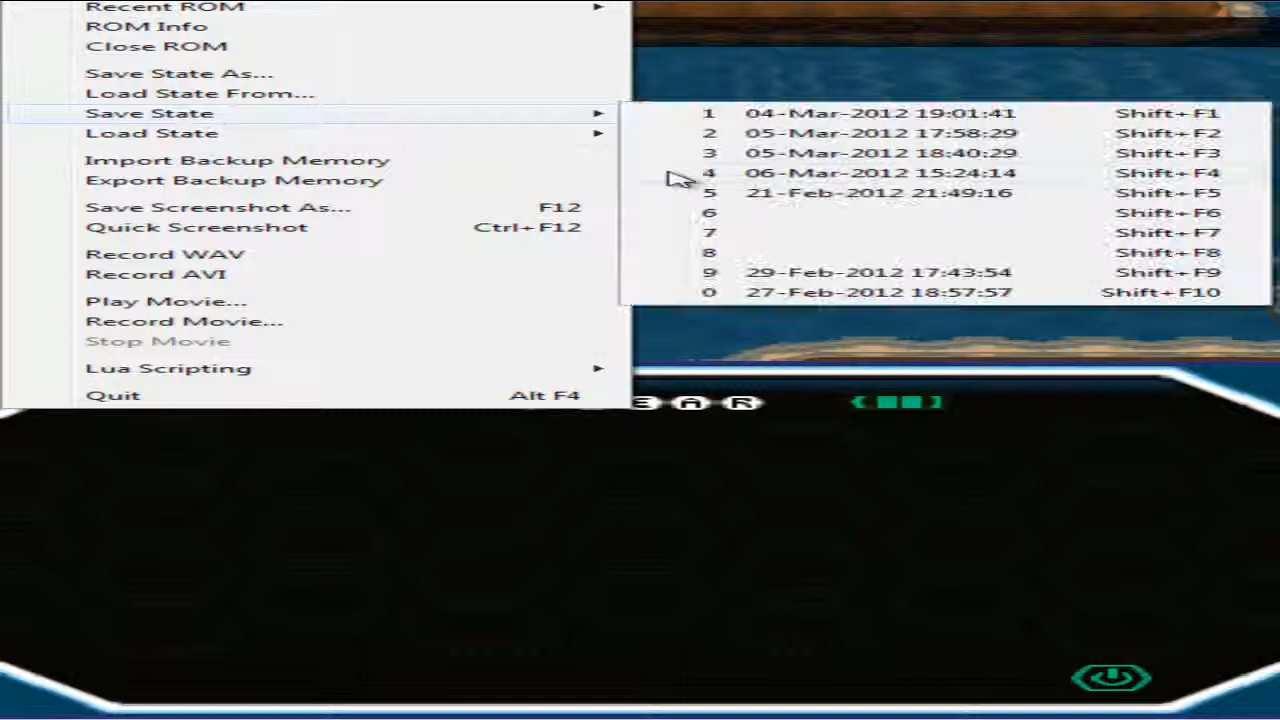 Recent ROM
ROM Info
Close ROM
Save State As...
Load State From...
Save State
Load State
Import Backup Memory
Export Backup Memory
Save Screenshot As... F12
Quick Screenshot Ctrl+F12
Record WAV
Record AVI
Play Movie...
Record Movie...
Stop Movie
Lua Scripting
Quit Alt F4
1 04-Mar-2012 19:01:41 Shift+F1
2 05-Mar-2012 17:58:29 Shift+F2
3 05-Mar-2012 18:40:29 Shift+F3
4 06-Mar-2012 15:24:14 Shift+F4
5 21-Feb-2012 21:49:16 Shift+F5
6 Shift+F6
7 Shift+F7
8 Shift+F8
9 29-Feb-2012 17:43:54 Shift+F9
0 27-Feb-2012 18:57:57 Shift+F10
E A R